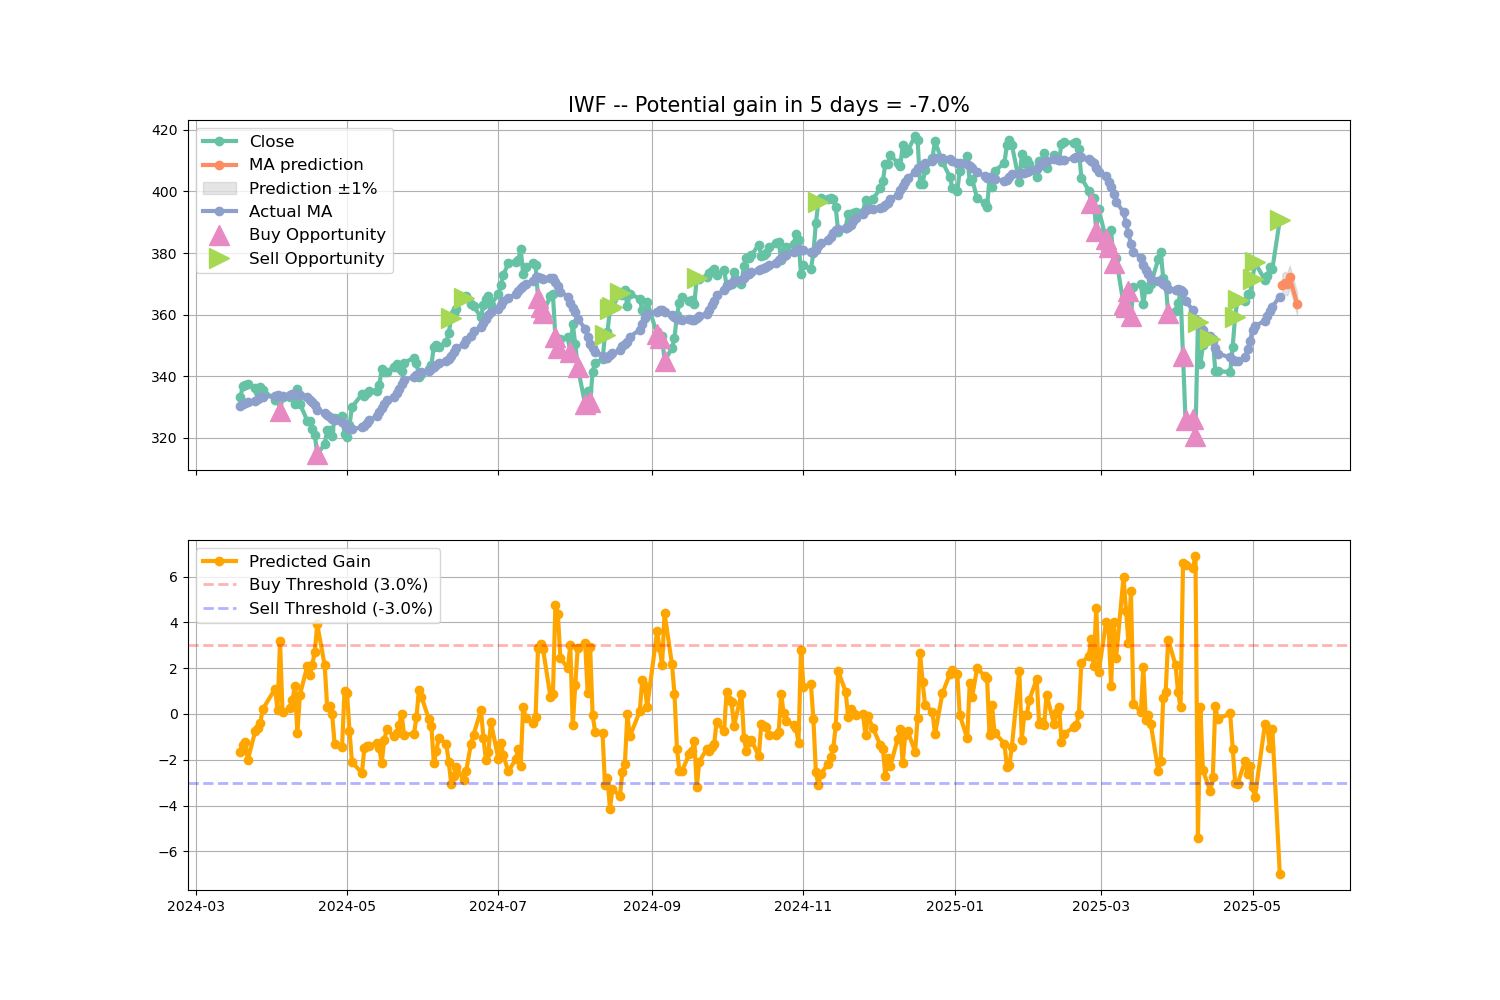 IWF -- Potential gain in 5 days = -7.0%
420
400
380
360
340
320
Close
MA prediction
Prediction ±1%
Actual MA
Buy Opportunity
Sell Opportunity
6
4
2
0
−2
−4
−6
Predicted Gain
Buy Threshold (3.0%)
Sell Threshold (-3.0%)
2024-03
2024-05
2024-07
2024-09
2024-11
2025-01
2025-03
2025-05